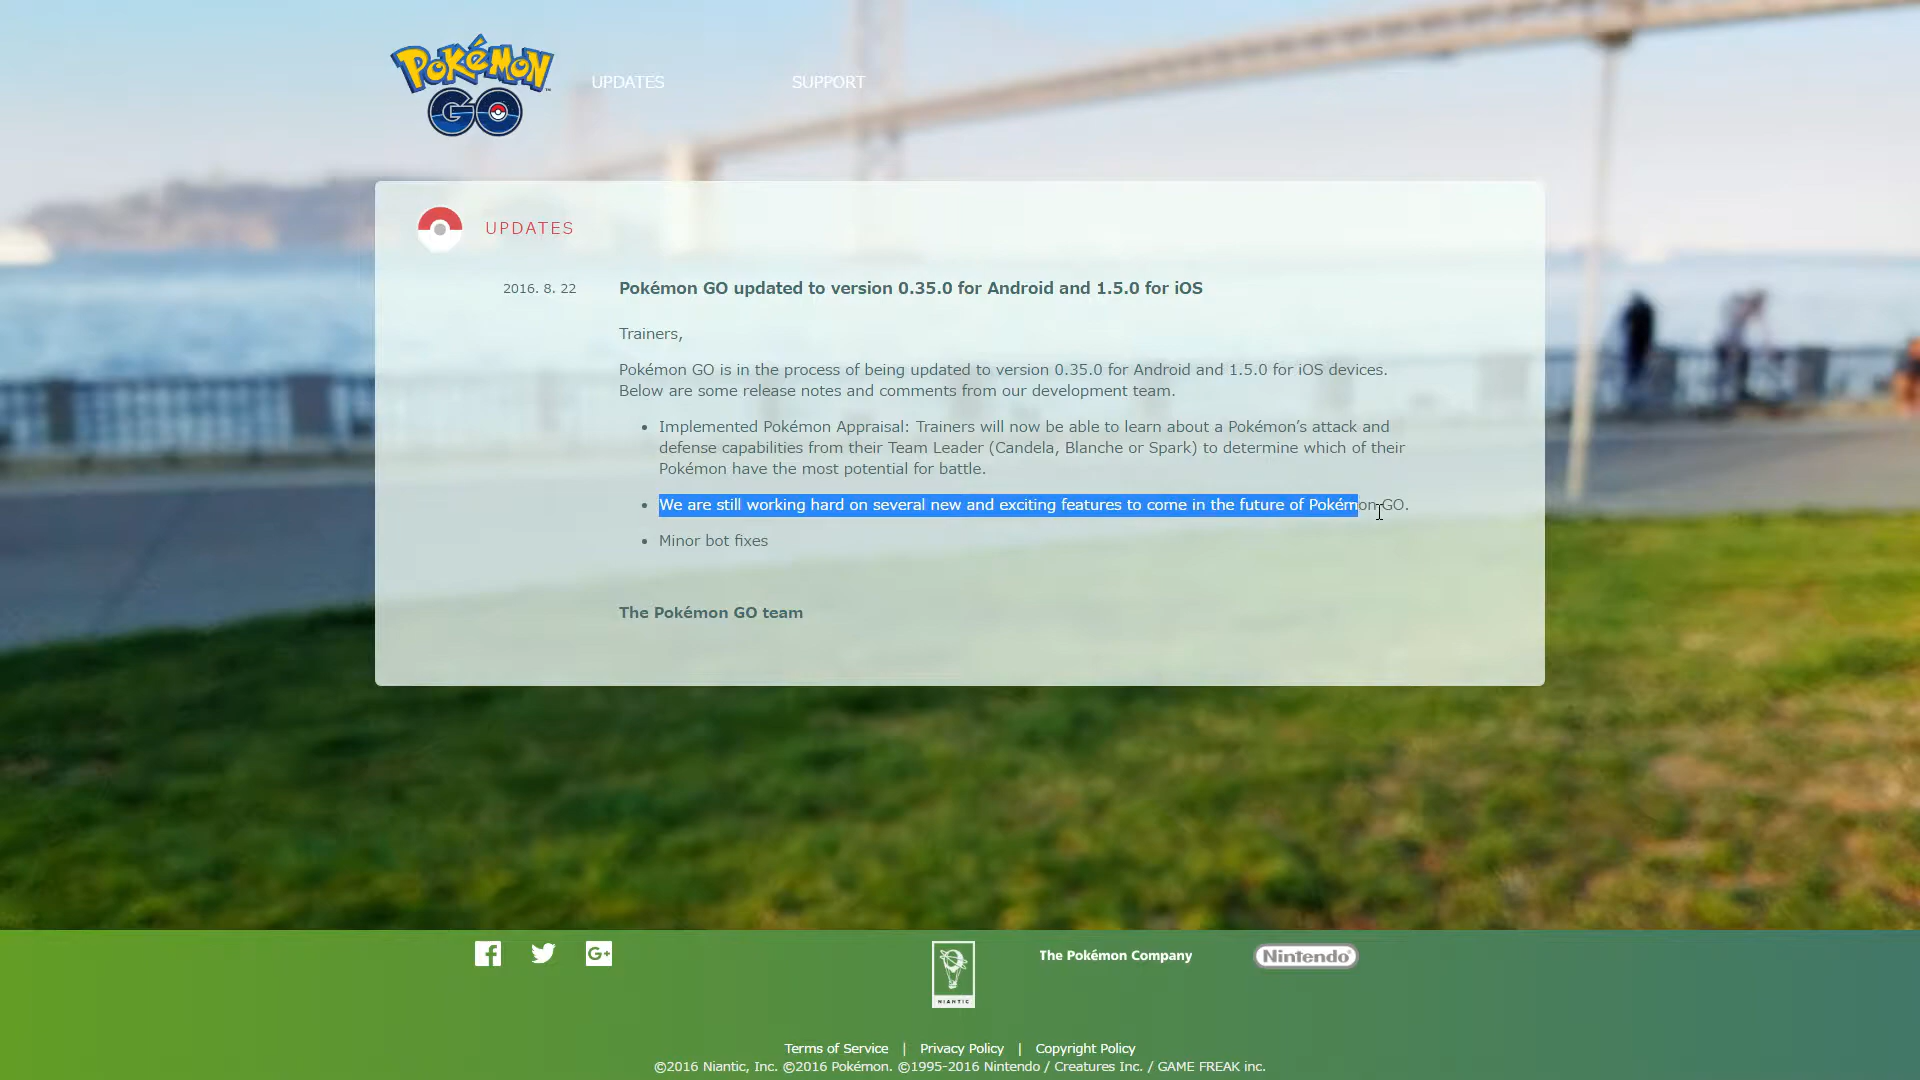 POKÉMON
GO
UPDATES
SUPPORT
UPDATES
2016. 8. 22
Pokémon GO updated to version 0.35.0 for Android and 1.5.0 for iOS
Trainers,
Pokémon GO is in the process of being updated to version 0.35.0 for Android and 1.5.0 for iOS devices.
Below are some release notes and comments from our development team.
• Implemented Pokémon Appraisal: Trainers will now be able to learn about a Pokémon’s attack and
defense capabilities from their Team Leader (Candela, Blanche or Spark) to determine which of their
Pokémon have the most potential for battle.
• We are still working hard on several new and exciting features to come in the future of Pokémon GO.
• Minor bot fixes
The Pokémon GO team
G+
NIANTIC
The Pokémon Company
Nintendo®
Terms of Service | Privacy Policy | Copyright Policy
©2016 Niantic, Inc. ©2016 Pokémon. ©1995-2016 Nintendo / Creatures Inc. / GAME FREAK inc.